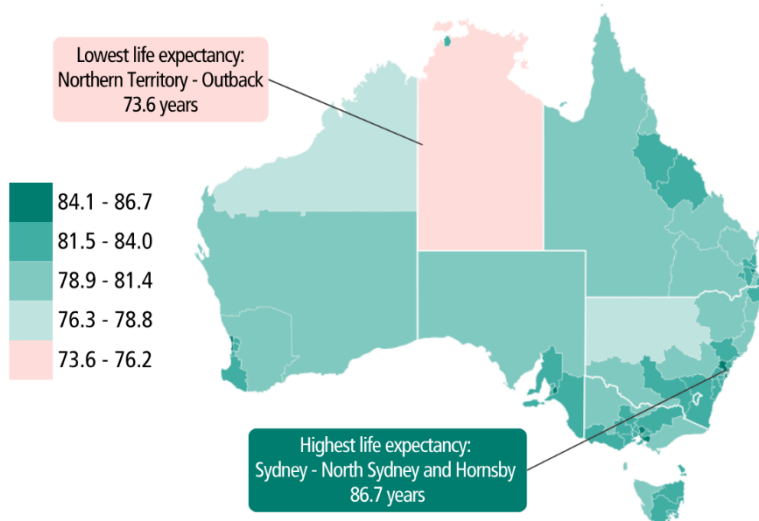 Lowest life expectancy:
Northern Territory - Outback
73.6 years
84.1 - 86.7
81.5 - 84.0
78.9 - 81.4
76.3 - 78.8
73.6 - 76.2
Highest life expectancy:
Sydney - North Sydney and Hornsby
86.7 years